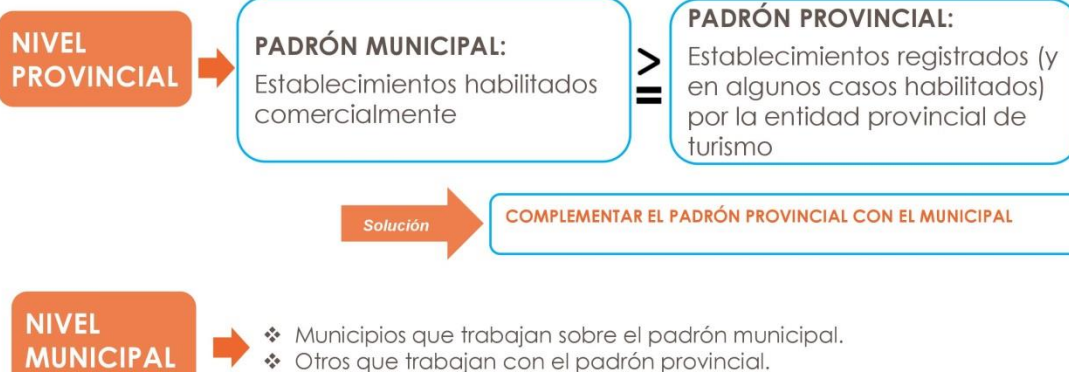 NIVEL
PROVINCIAL
PADRÓN MUNICIPAL:
Establecimientos habilitados
comercialmente
>
=
PADRÓN PROVINCIAL:
Establecimientos registrados (y
en algunos casos habilitados)
por la entidad provincial de
turismo
Solución
COMPLEMENTAR EL PADRÓN PROVINCIAL CON EL MUNICIPAL
NIVEL
MUNICIPAL
❖ Municipios que trabajan sobre el padrón municipal.
❖ Otros que trabajan con el padrón provincial.